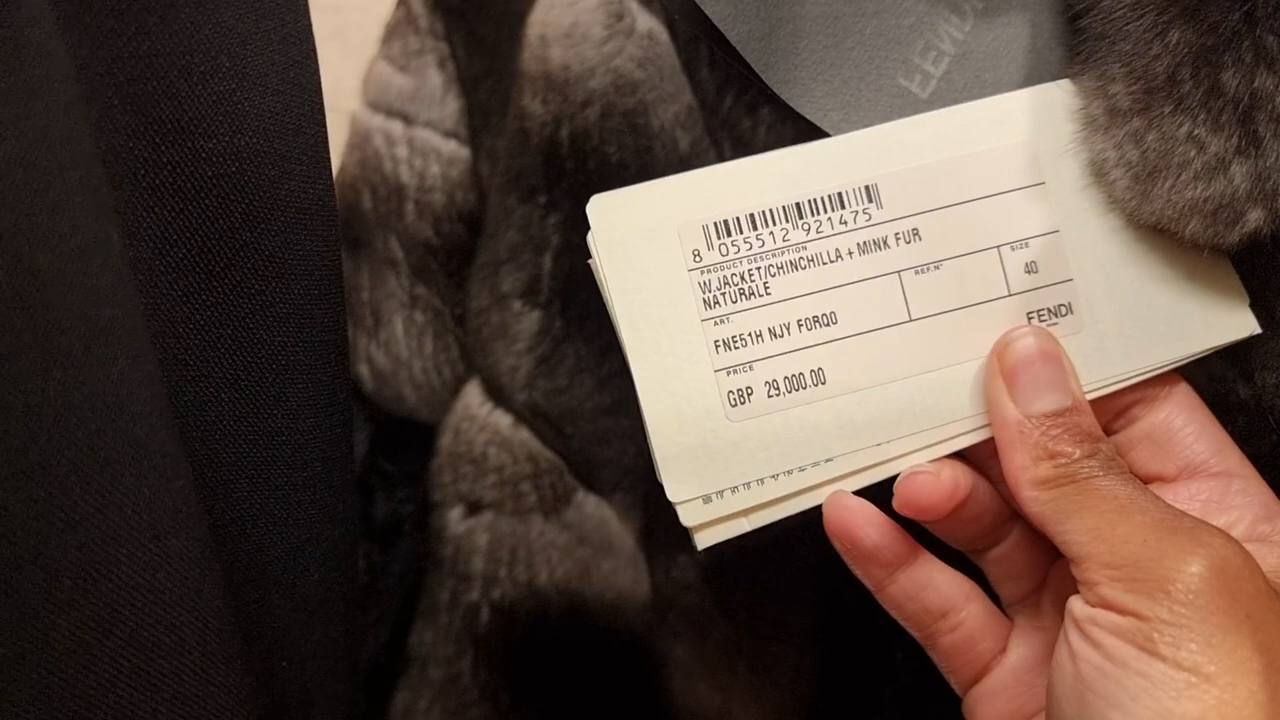 FENDI
8 055512 921475
PRODUCT DESCRIPTION
W.JACKET/CHINCHILLA + MINK FUR
NATURALE
ART.
REF.N°
SIZE
FNE51H NJY F0RQ0
40
PRICE
GBP 29,000.00
FENDI